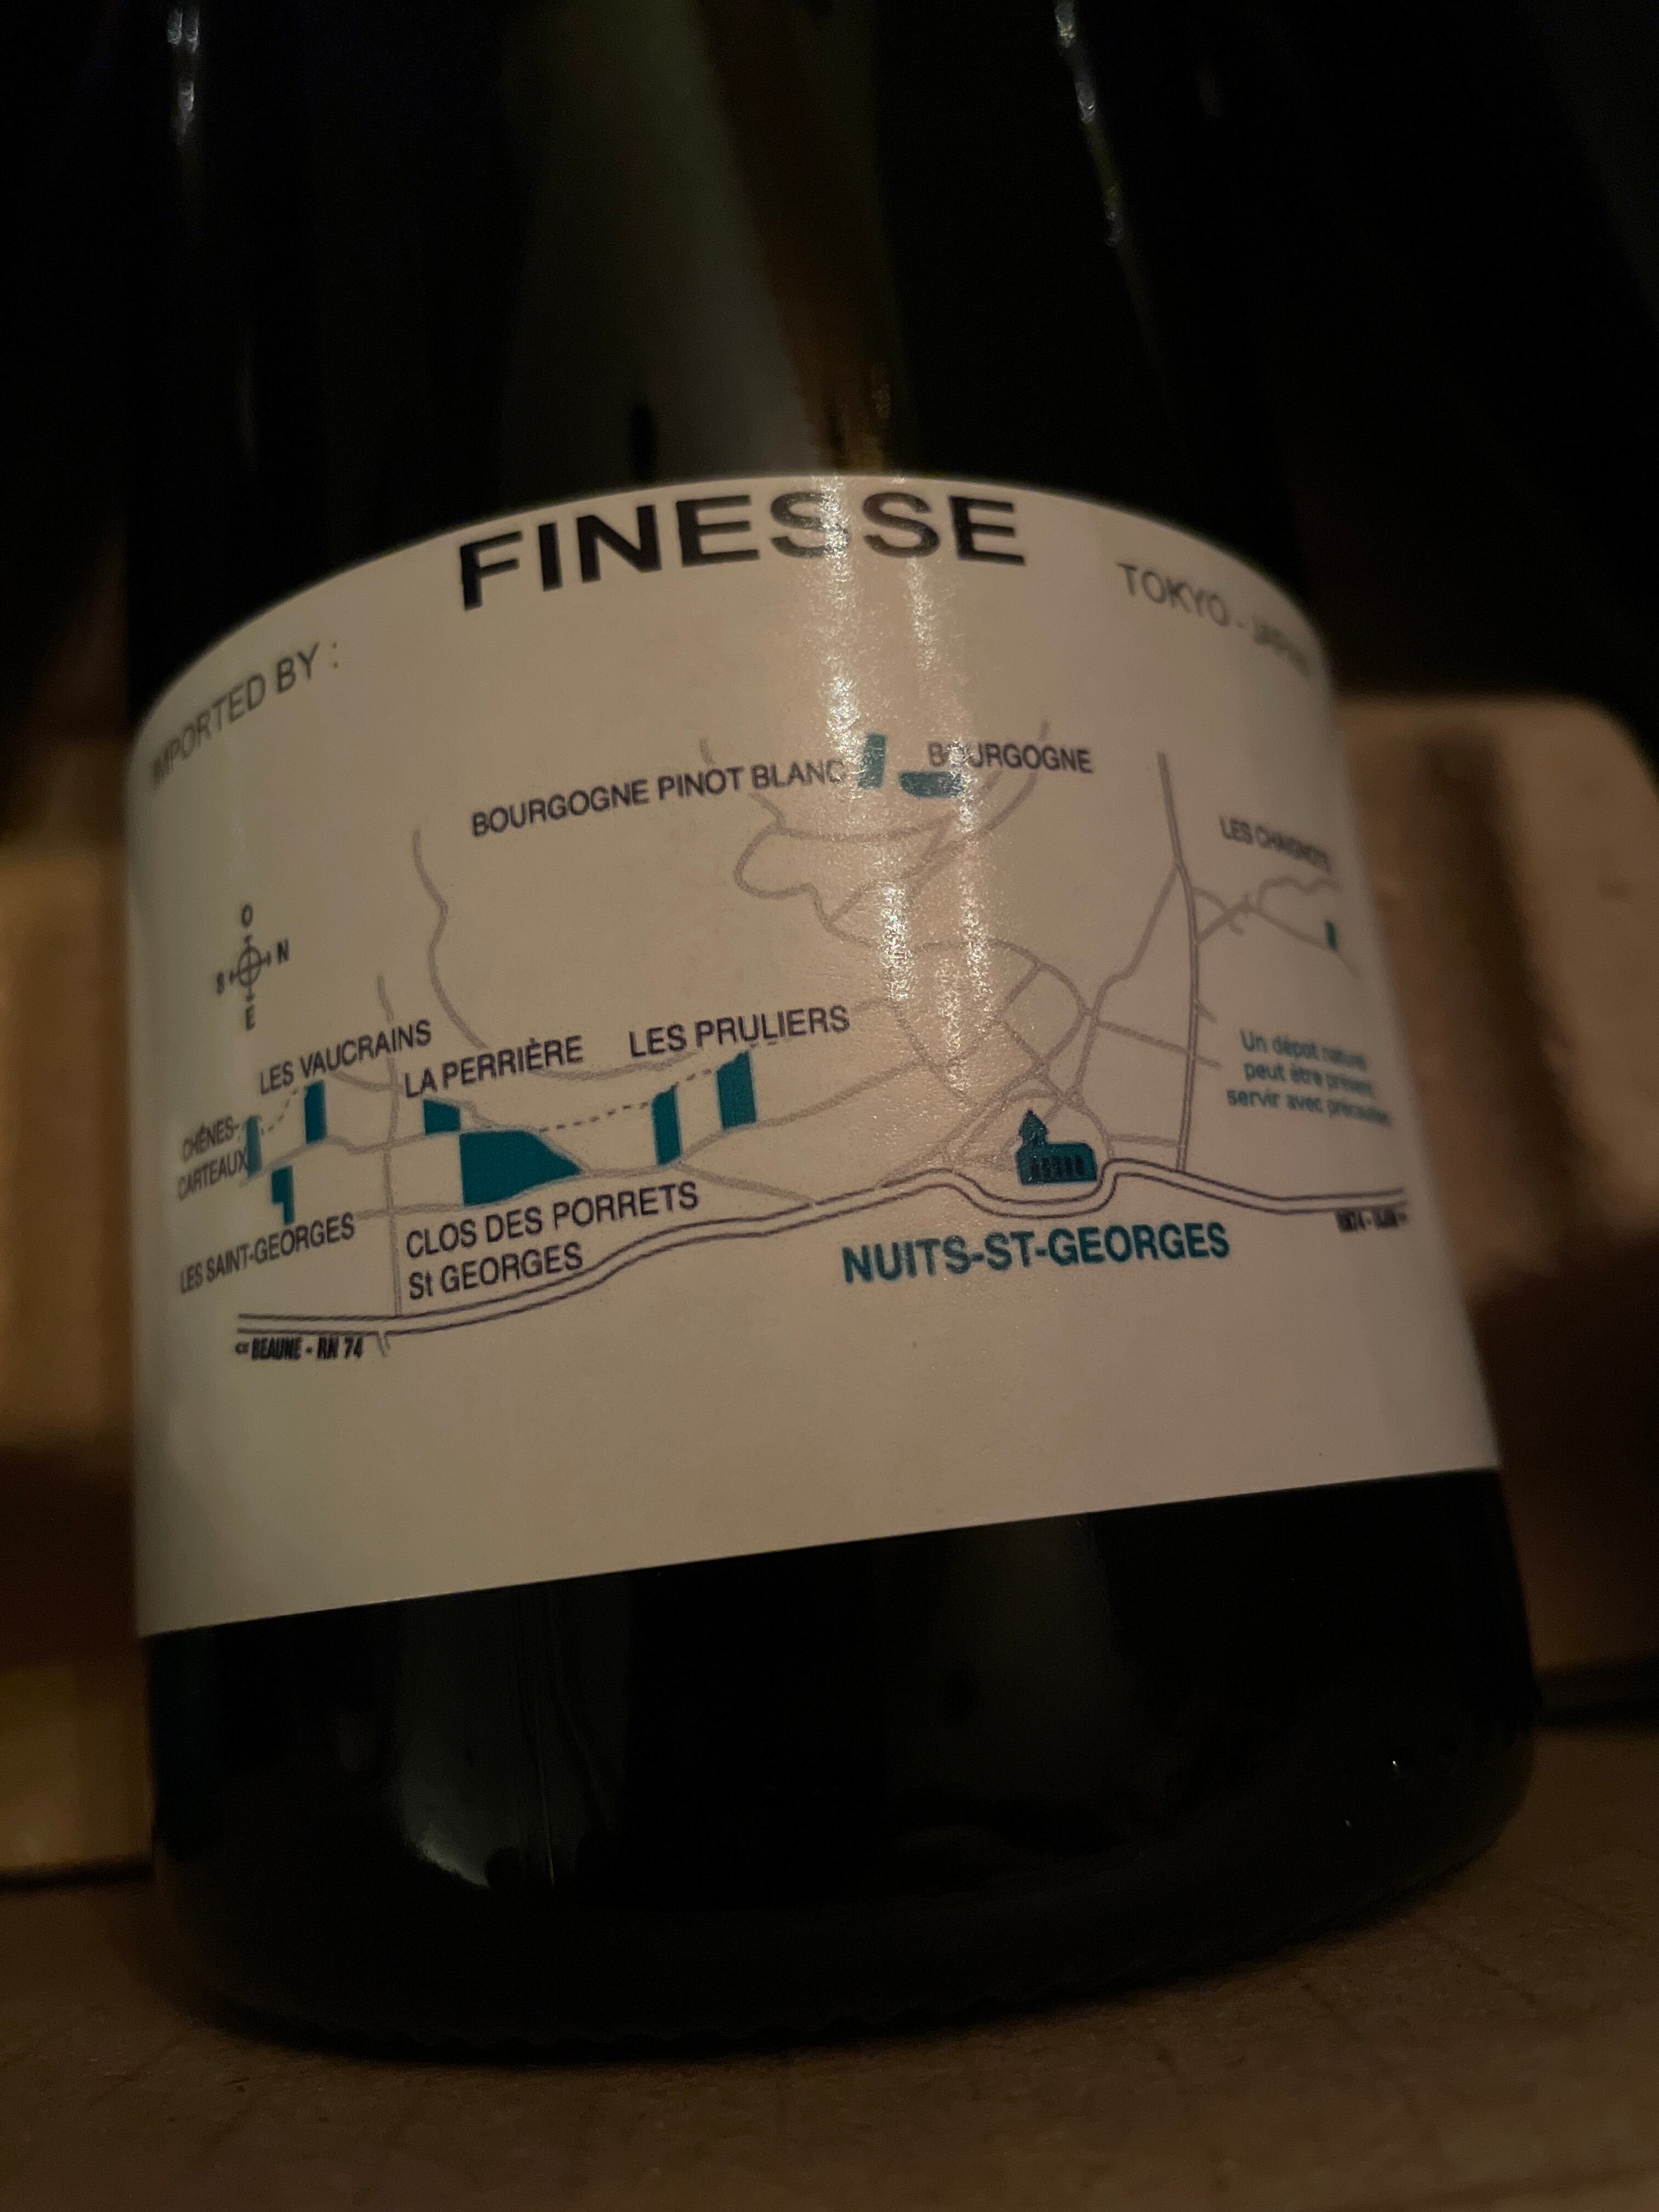 FINESSE
IMPORTED BY :
TOKYO - JAPAN
BOURGOGNE PINOT BLANC
BOURGOGNE
LES
O
N
S
E
LES VAUCRAINS
LA PERRIÈRE
LES PRULIERS
Un dépot naturel
peut être présent,
servir avec
CHÊNES-
CARTEAUX
LES SAINT-GEORGES
CLOS DES PORRETS
St GEORGES
NUITS-ST-GEORGES
BEAUNE - RN 74